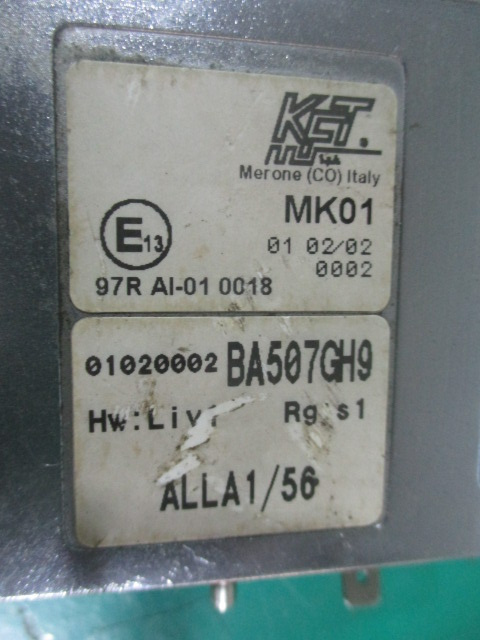 KGT.
Merone (CO) Italy
MK01
E13
01 02/02
0002
97R AI-01 0018
01020002 BA507GH9
Rg:s1
ALLA1/56